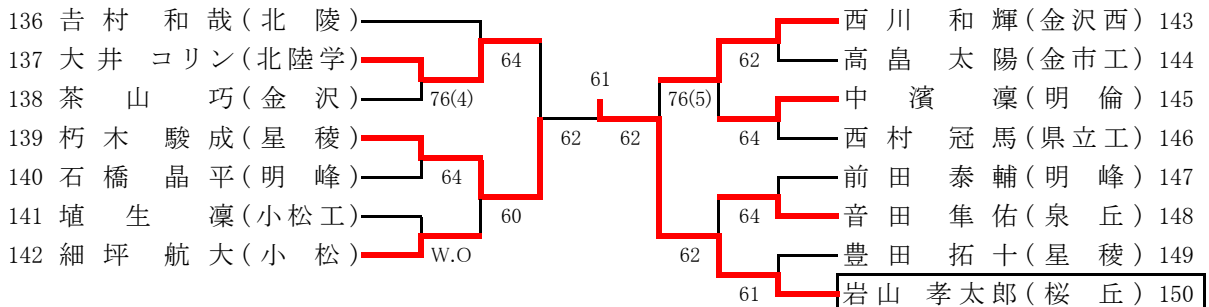 136 吉村 和哉(北 陵)
137 大井 コリン(北陸学)
138 茶山 巧(金 沢)
139 朽木 駿成(星 稜)
140 石橋 晶平(明 峰)
141 埴生 凜(小松工)
142 細坪 航大(小 松)
64
76(4)
64
60
W.O
62
61
62
76(5)
62
64
64
62
61
西川 和輝(金沢西) 143
高畠 太陽(金市工) 144
中濱 凜(明 倫) 145
西村 冠馬(県立工) 146
前田 泰輔(明 峰) 147
音田 隼佑(泉 丘) 148
豊田 拓十(星 稜) 149
岩山 孝太郎(桜 丘) 150